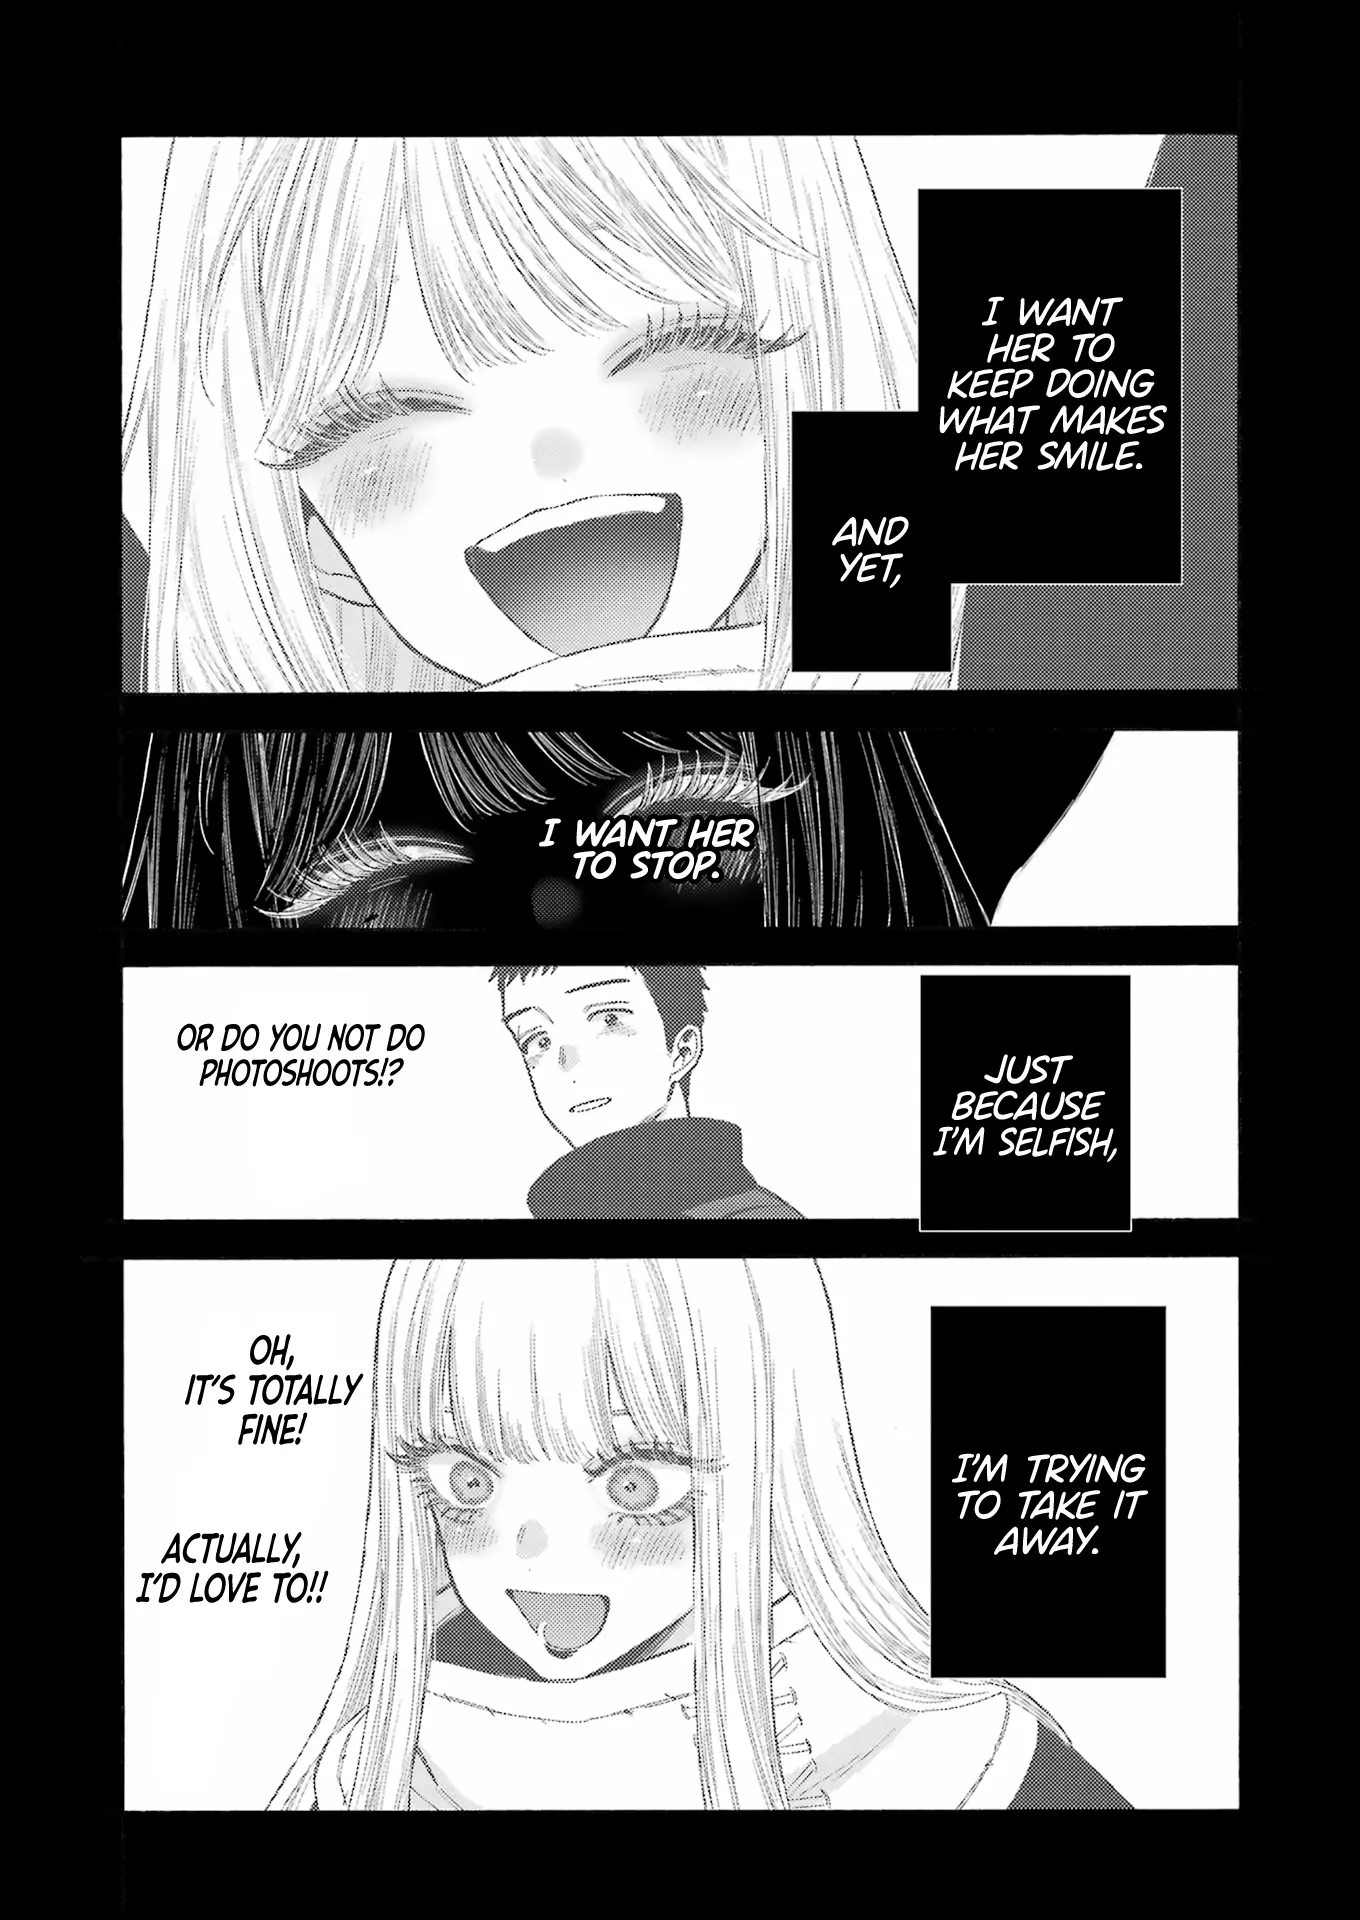 I WANT
HER TO
KEEP DOING
WHAT MAKES
HER SMILE.
AND
YET,
I WANT HER
TO STOP.
JUST
BECAUSE
I'M SELFISH,
OR DO YOU NOT DO
PHOTOSHOOTS!?
I'M TRYING
TO TAKE IT
AWAY.
OH,
IT'S TOTALLY
FINE!
ACTUALLY,
I'D LOVE TO!!